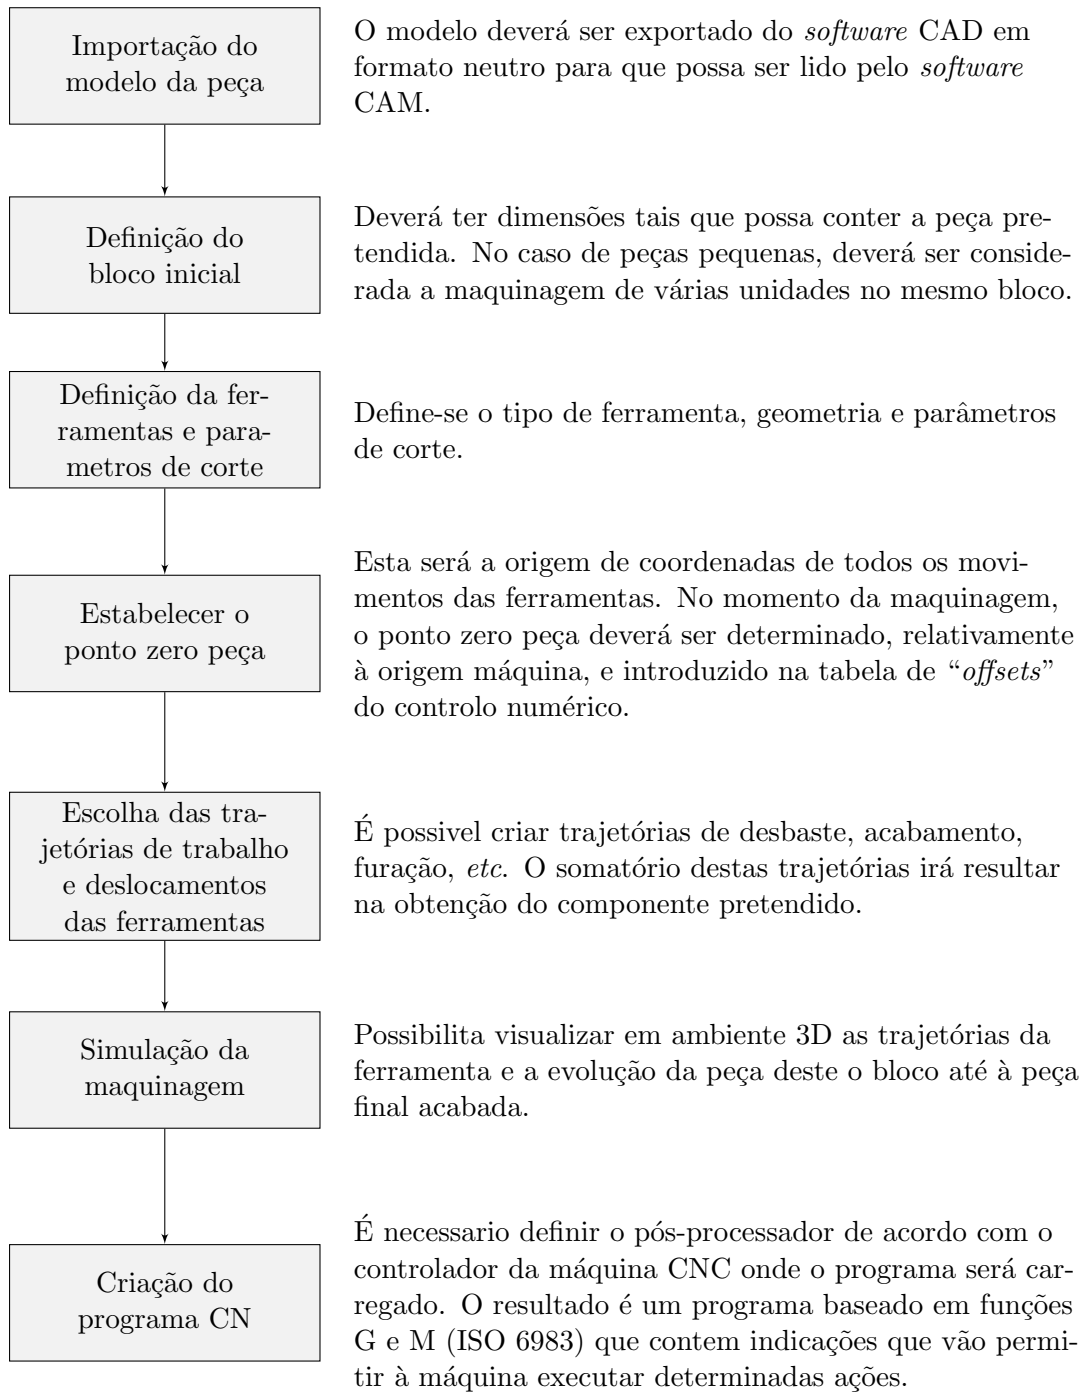 Importação do
modelo da peça
O modelo deverá ser exportado do software CAD em
formato neutro para que possa ser lido pelo software
CAM.
Definição do
bloco inicial
Deverá ter dimensões tais que possa conter a peça pre-
tendida. No caso de peças pequenas, deverá ser conside-
rada a maquinagem de várias unidades no mesmo bloco.
Definição da fer-
ramentas e para-
metros de corte
Define-se o tipo de ferramenta, geometria e parâmetros
de corte.
Estabelecer o
ponto zero peça
Esta será a origem de coordenadas de todos os movi-
mentos das ferramentas. No momento da maquinagem,
o ponto zero peça deverá ser determinado, relativamente
à origem máquina, e introduzido na tabela de “offsets”
do controlo numérico.
Escolha das tra-
jetórias de trabalho
e deslocamentos
das ferramentas
É possivel criar trajetórias de desbaste, acabamento,
furação, etc. O somatório destas trajetórias irá resultar
na obtenção do componente pretendido.
Simulação da
maquinagem
Possibilita visualizar em ambiente 3D as trajetórias da
ferramenta e a evolução da peça deste o bloco até à peça
final acabada.
Criação do
programa CN
É necessario definir o pós-processador de acordo com o
controlador da máquina CNC onde o programa será car-
regado. O resultado é um programa baseado em funções
G e M (ISO 6983) que contem indicações que vão permi-
tir à máquina executar determinadas ações.